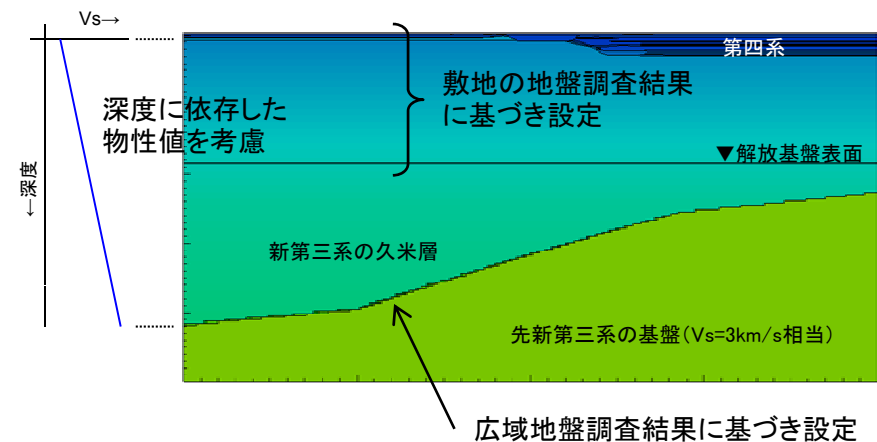 Vs→
第四系
敷地の地盤調査結果
に基づき設定
深度に依存した
物性値を考慮
▼解放基盤表面
←深度
新第三系の久米層
先新第三系の基盤(Vs=3km/s相当)
広域地盤調査結果に基づき設定